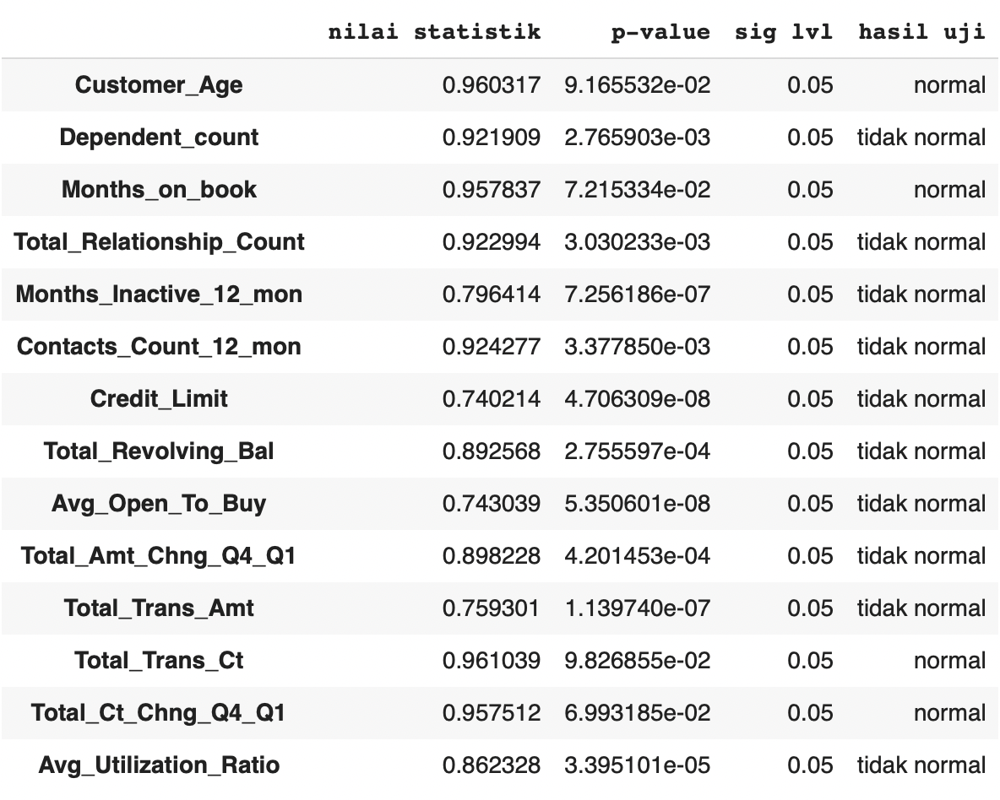 nilai statistik p-value sig lvl hasil uji
Customer_Age 0.960317 9.165532e-02 0.05 normal
Dependent_count 0.921909 2.765903e-03 0.05 tidak normal
Months_on_book 0.957837 7.215334e-02 0.05 normal
Total_Relationship_Count 0.922994 3.030233e-03 0.05 tidak normal
Months_Inactive_12_mon 0.796414 7.256186e-07 0.05 tidak normal
Contacts_Count_12_mon 0.924277 3.377850e-03 0.05 tidak normal
Credit_Limit 0.740214 4.706309e-08 0.05 tidak normal
Total_Revolving_Bal 0.892568 2.755597e-04 0.05 tidak normal
Avg_Open_To_Buy 0.743039 5.350601e-08 0.05 tidak normal
Total_Amt_Chng_Q4_Q1 0.898228 4.201453e-04 0.05 tidak normal
Total_Trans_Amt 0.759301 1.139740e-07 0.05 tidak normal
Total_Trans_Ct 0.961039 9.826855e-02 0.05 normal
Total_Ct_Chng_Q4_Q1 0.957512 6.993185e-02 0.05 normal
Avg_Utilization_Ratio 0.862328 3.395101e-05 0.05 tidak normal